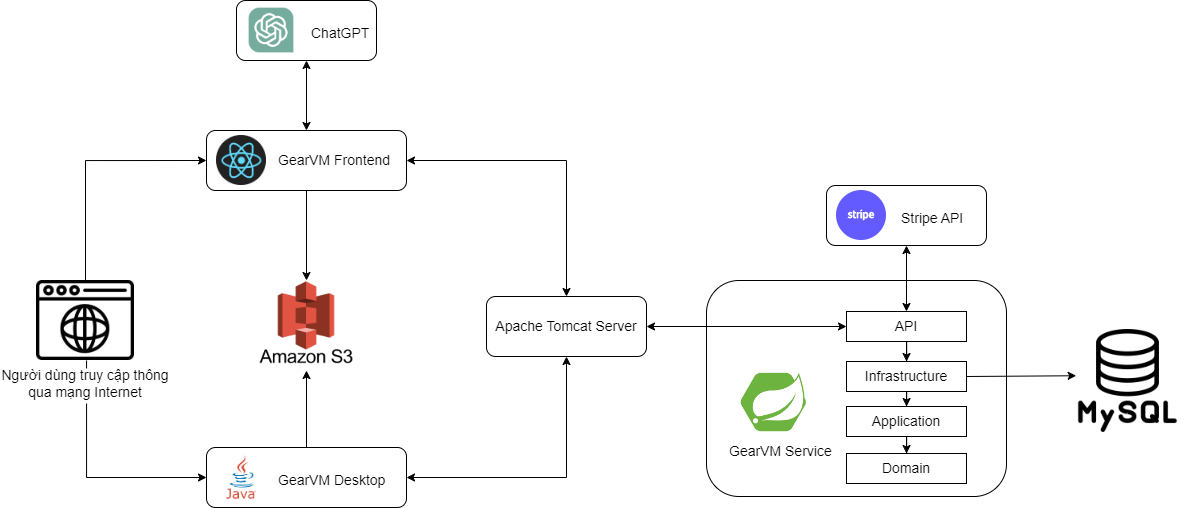 ChatGPT
GearVM Frontend
stripe
Stripe API
Amazon S3
Apache Tomcat Server
API
Infrastructure
Application
Domain
GearVM Service
MySQL
Người dùng truy cập thông
qua mạng Internet
Java
GearVM Desktop